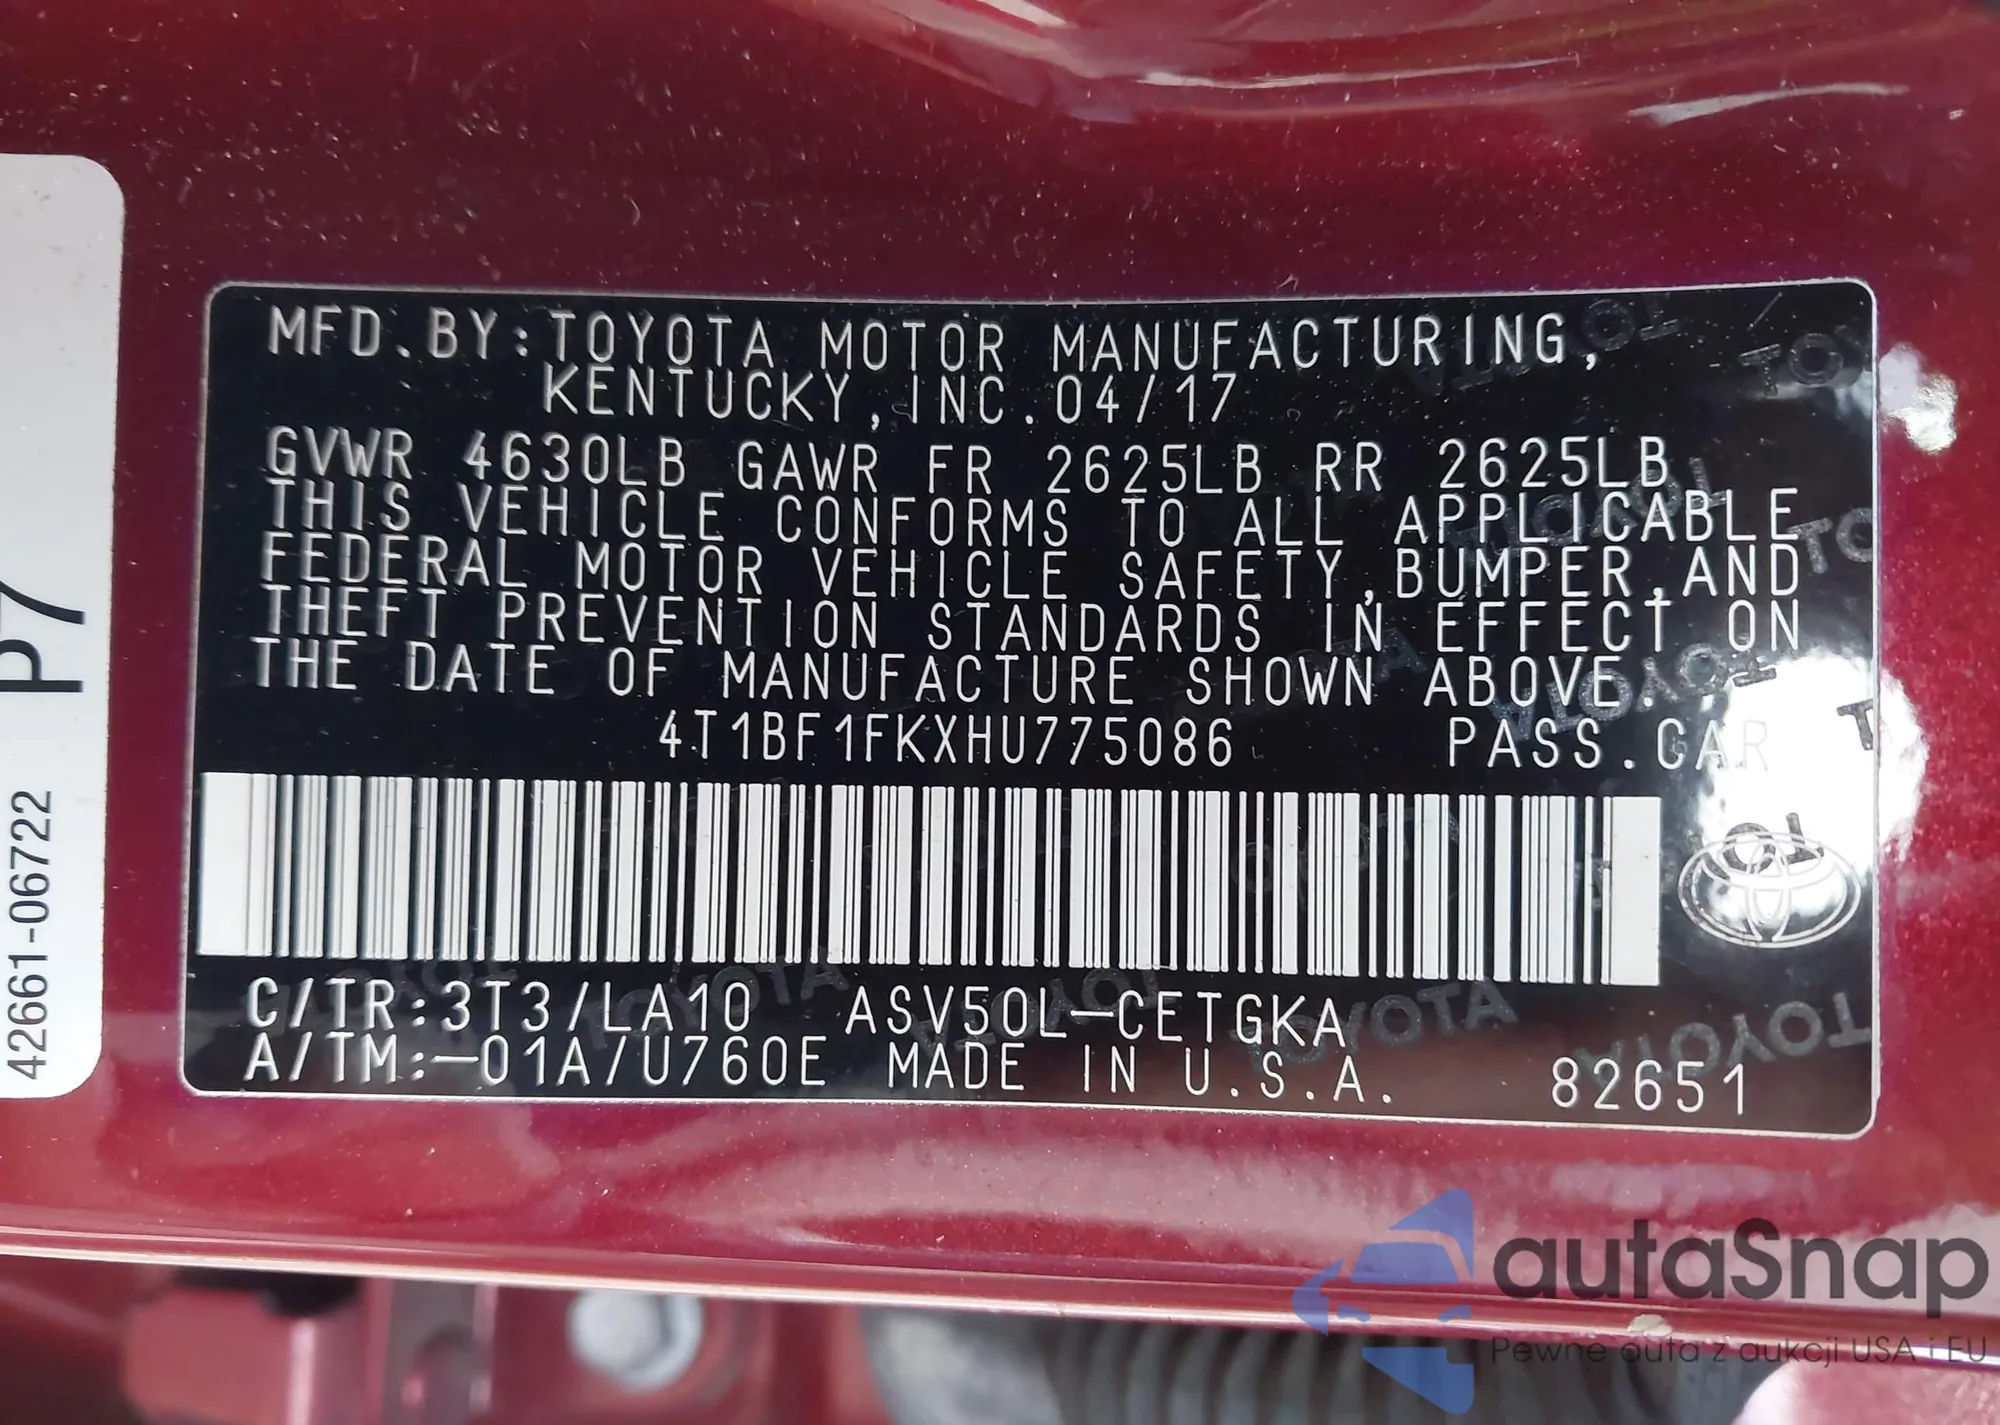 MFD.BY:TOYOTA MOTOR MANUFACTURING,
KENTUCKY,INC.04/17
GVWR 4630LB GAWR FR 2625LB RR 2625LB
THIS VEHICLE CONFORMS TO ALL APPLICABLE
FEDERAL MOTOR VEHICLE SAFETY,BUMPER,AND
THEFT PREVENTION STANDARDS IN EFFECT ON
THE DATE OF MANUFACTURE SHOWN ABOVE.
4T1BF1FKXHU775086 PASS.CAR
C/TR:3T3/LA10 ASV50L-CETGKA
A/TM:-01A/U760E MADE IN U.S.A. 82651
P7
42661-06722
autaSnap
Pewne auta z aukcji USA i EU